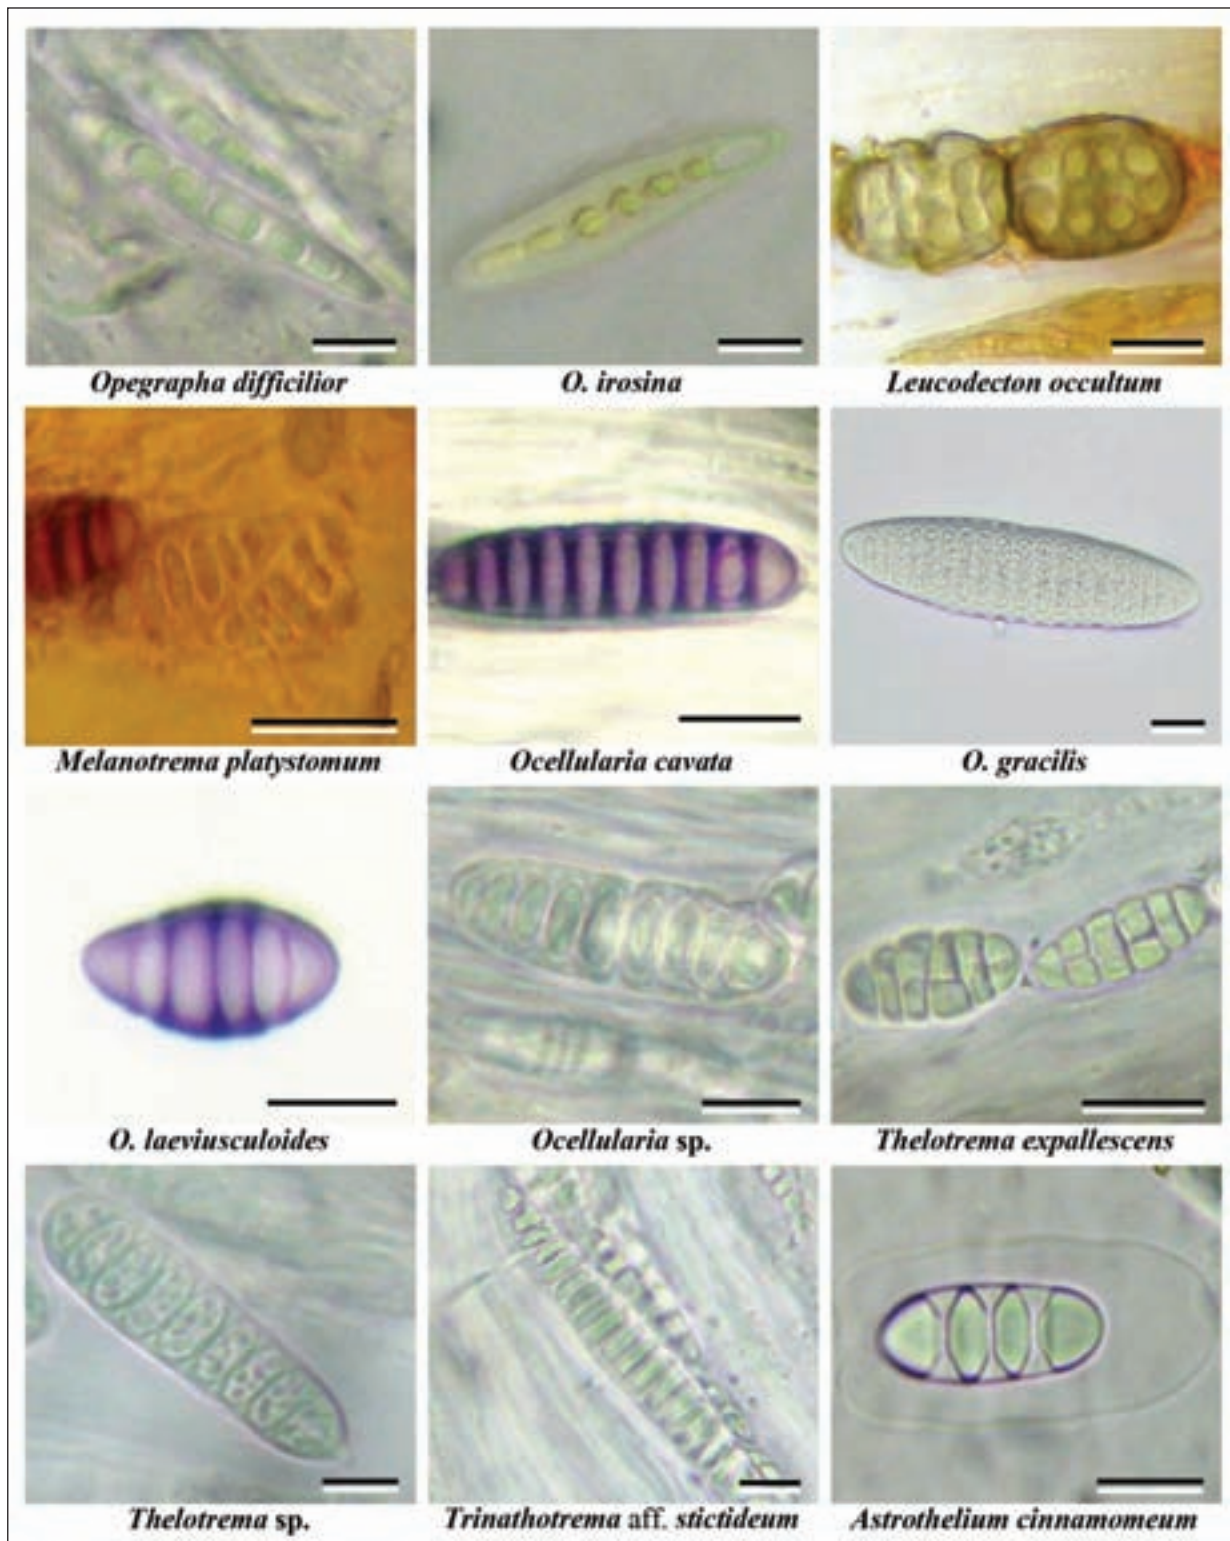 Opegrapha difficilior
O. irosina
Leucodecton occultum
Melanotrema platystomum
Ocellularia cavata
O. gracilis
O. laeviusculoides
Ocellularia sp.
Thelotrema expallescens
Thelotrema sp.
Trinathotrema aff. stictideum
Astrothelium cinnamomeum